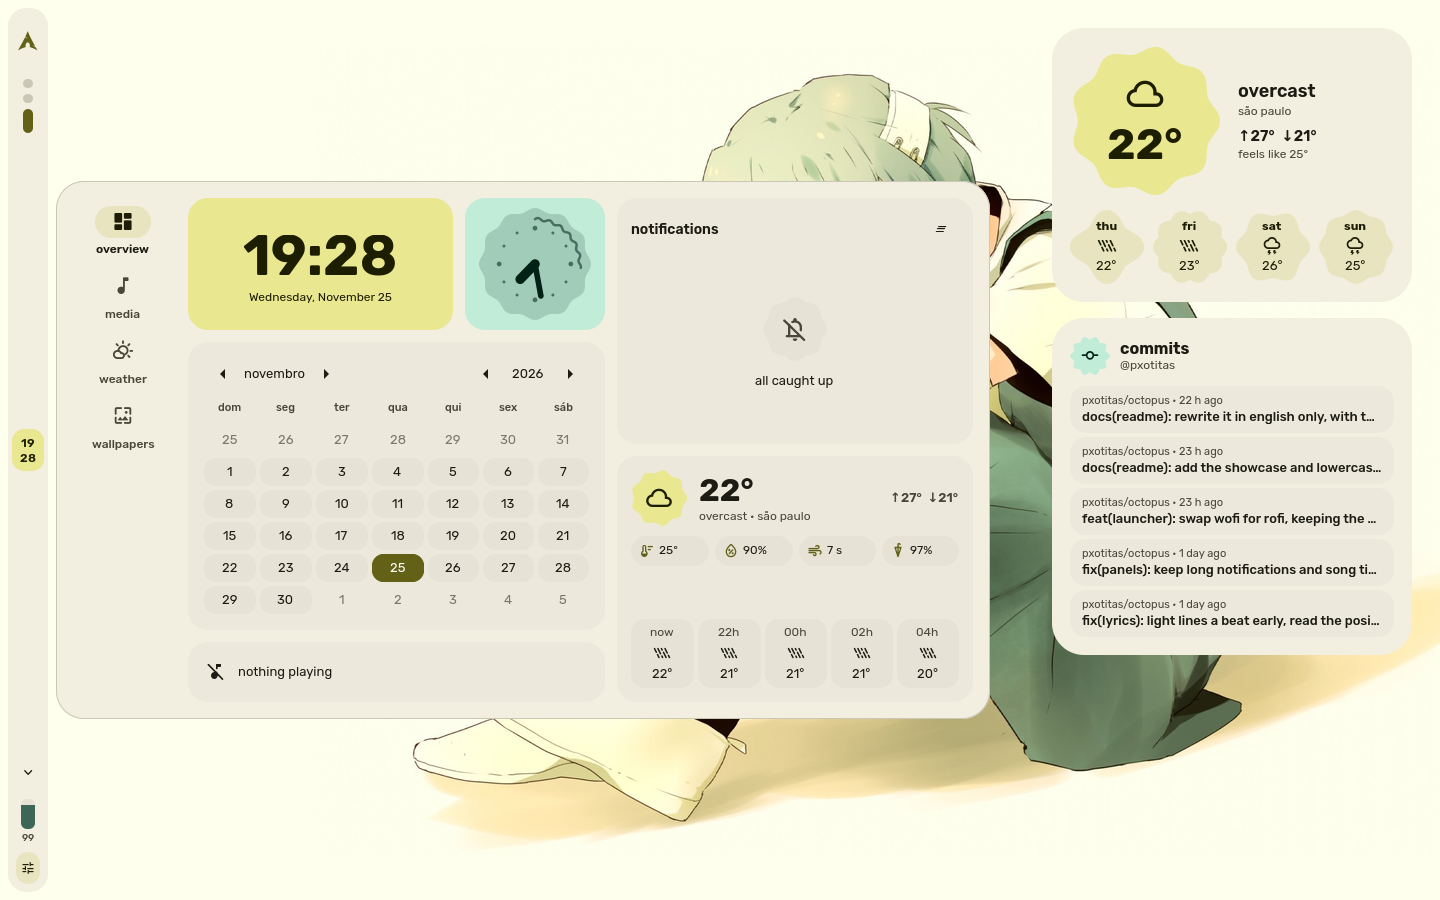 19
28
99
overview
media
weather
wallpapers
19:28
Wednesday, November 25
novembro
2026
dom seg ter qua qui sex sáb
25 26 27 28 29 30 31
1 2 3 4 5 6 7
8 9 10 11 12 13 14
15 16 17 18 19 20 21
22 23 24 25 26 27 28
29 30 1 2 3 4 5
nothing playing
notifications
all caught up
22°
overcast • são paulo
↑27° ↓21°
25° 90% 7 s 97%
now 22h 00h 02h 04h
22° 21° 21° 21° 20°
22°
overcast
são paulo
↑27° ↓21°
feels like 25°
thu fri sat sun
22° 23° 26° 25°
commits
@pxotitas
pxotitas/octopus • 22 h ago
docs(readme): rewrite it in english only, with t...
pxotitas/octopus • 23 h ago
docs(readme): add the showcase and lowercas...
pxotitas/octopus • 23 h ago
feat(launcher): swap wofi for rofi, keeping the ...
pxotitas/octopus • 1 day ago
fix(panels): keep long notifications and song ti...
pxotitas/octopus • 1 day ago
fix(lyrics): light lines a beat early, read the posi...